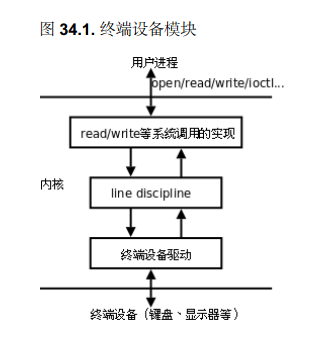 图 34.1. 终端设备模块
用户进程
open/read/write/ioctl...
read/write等系统调用的实现
内核
line discipline
终端设备驱动
终端设备（键盘、显示器等）